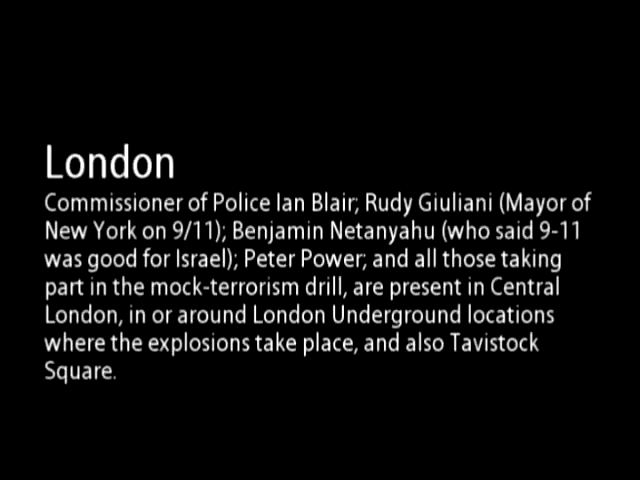 London
Commissioner of Police Ian Blair; Rudy Giuliani (Mayor of
New York on 9/11); Benjamin Netanyahu (who said 9-11
was good for Israel); Peter Power; and all those taking
part in the mock-terrorism drill, are present in Central
London, in or around London Underground locations
where the explosions take place, and also Tavistock
Square.